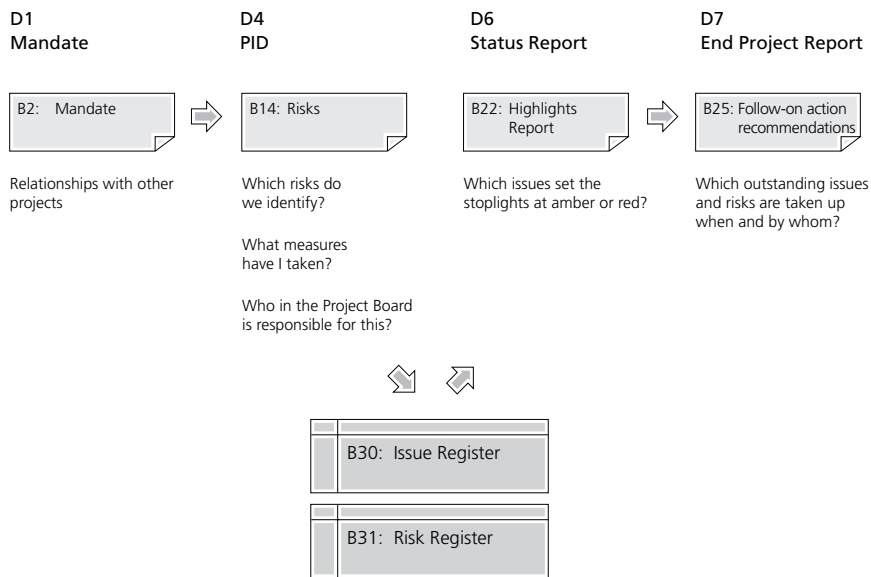 D1
Mandate
D4
PID
D6
Status Report
D7
End Project Report
B2: Mandate
B14: Risks
B22: Highlights
Report
B25: Follow-on action
recommendations
Relationships with other
projects
Which risks do
we identify?
What measures
have I taken?
Who in the Project Board
is responsible for this?
Which issues set the
stoplights at amber or red?
Which outstanding issues
and risks are taken up
when and by whom?
B30: Issue Register
B31: Risk Register